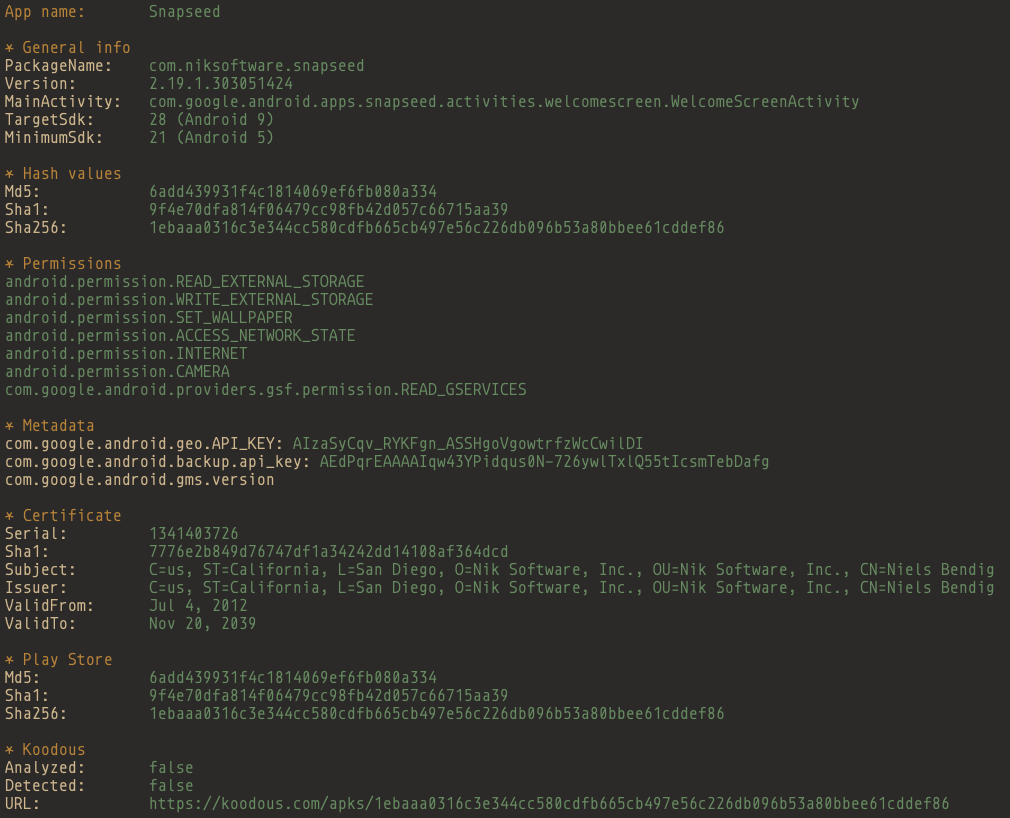 App name: Snapseed
* General info
PackageName: com.niksoftware.snapseed
Version: 2.19.1.303051424
MainActivity: com.google.android.apps.snapseed.activities.welcomescreen.WelcomeScreenActivity
TargetSdk: 28 (Android 9)
MinimumSdk: 21 (Android 5)
* Hash values
Md5: 6add439931f4c1814069ef6fb080a334
Sha1: 9f4e70dfa814f06479cc98fb42d057c66715aa39
Sha256: 1ebaaa0316c3e344cc580cdfb665cb497e56c226db096b53a80bbee61cddef86
* Permissions
android.permission.READ_EXTERNAL_STORAGE
android.permission.WRITE_EXTERNAL_STORAGE
android.permission.SET_WALLPAPER
android.permission.ACCESS_NETWORK_STATE
android.permission.INTERNET
android.permission.CAMERA
com.google.android.providers.gsf.permission.READ_GSERVICES
* Metadata
com.google.android.geo.API_KEY: AIzaSyCqv_RYKFgn_ASSHgoVgowtrfzWcCwilDI
com.google.android.backup.api_key: AEdPqrEAAAAIqw43YPidqus0N-726ywlTxlQ55tIcsmTebDafg
com.google.android.gms.version
* Certificate
Serial: 1341403726
Sha1: 7776e2b849d76747df1a34242dd14108af364dcd
Subject: C=us, ST=California, L=San Diego, O=Nik Software, Inc., OU=Nik Software, Inc., CN=Niels Bendig
Issuer: C=us, ST=California, L=San Diego, O=Nik Software, Inc., OU=Nik Software, Inc., CN=Niels Bendig
ValidFrom: Jul 4, 2012
ValidTo: Nov 20, 2039
* Play Store
Md5: 6add439931f4c1814069ef6fb080a334
Sha1: 9f4e70dfa814f06479cc98fb42d057c66715aa39
Sha256: 1ebaaa0316c3e344cc580cdfb665cb497e56c226db096b53a80bbee61cddef86
* Koodous
Analyzed: false
Detected: false
URL: https://koodous.com/apks/1ebaaa0316c3e344cc580cdfb665cb497e56c226db096b53a80bbee61cddef86